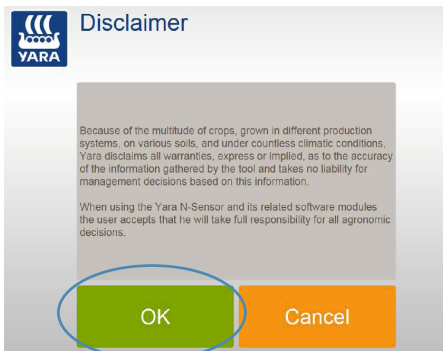 Disclaimer
YARA
Because of the multitude of crops, grown in different production
systems, on various soils, and under countless climatic conditions,
Yara disclaims all warranties, express or implied, as to the accuracy
of the information gathered by the tool and takes no liability for
management decisions based on this information.
When using the Yara N-Sensor and its related software modules
the user accepts that he will take full responsibility for all agronomic
decisions.
OK
Cancel